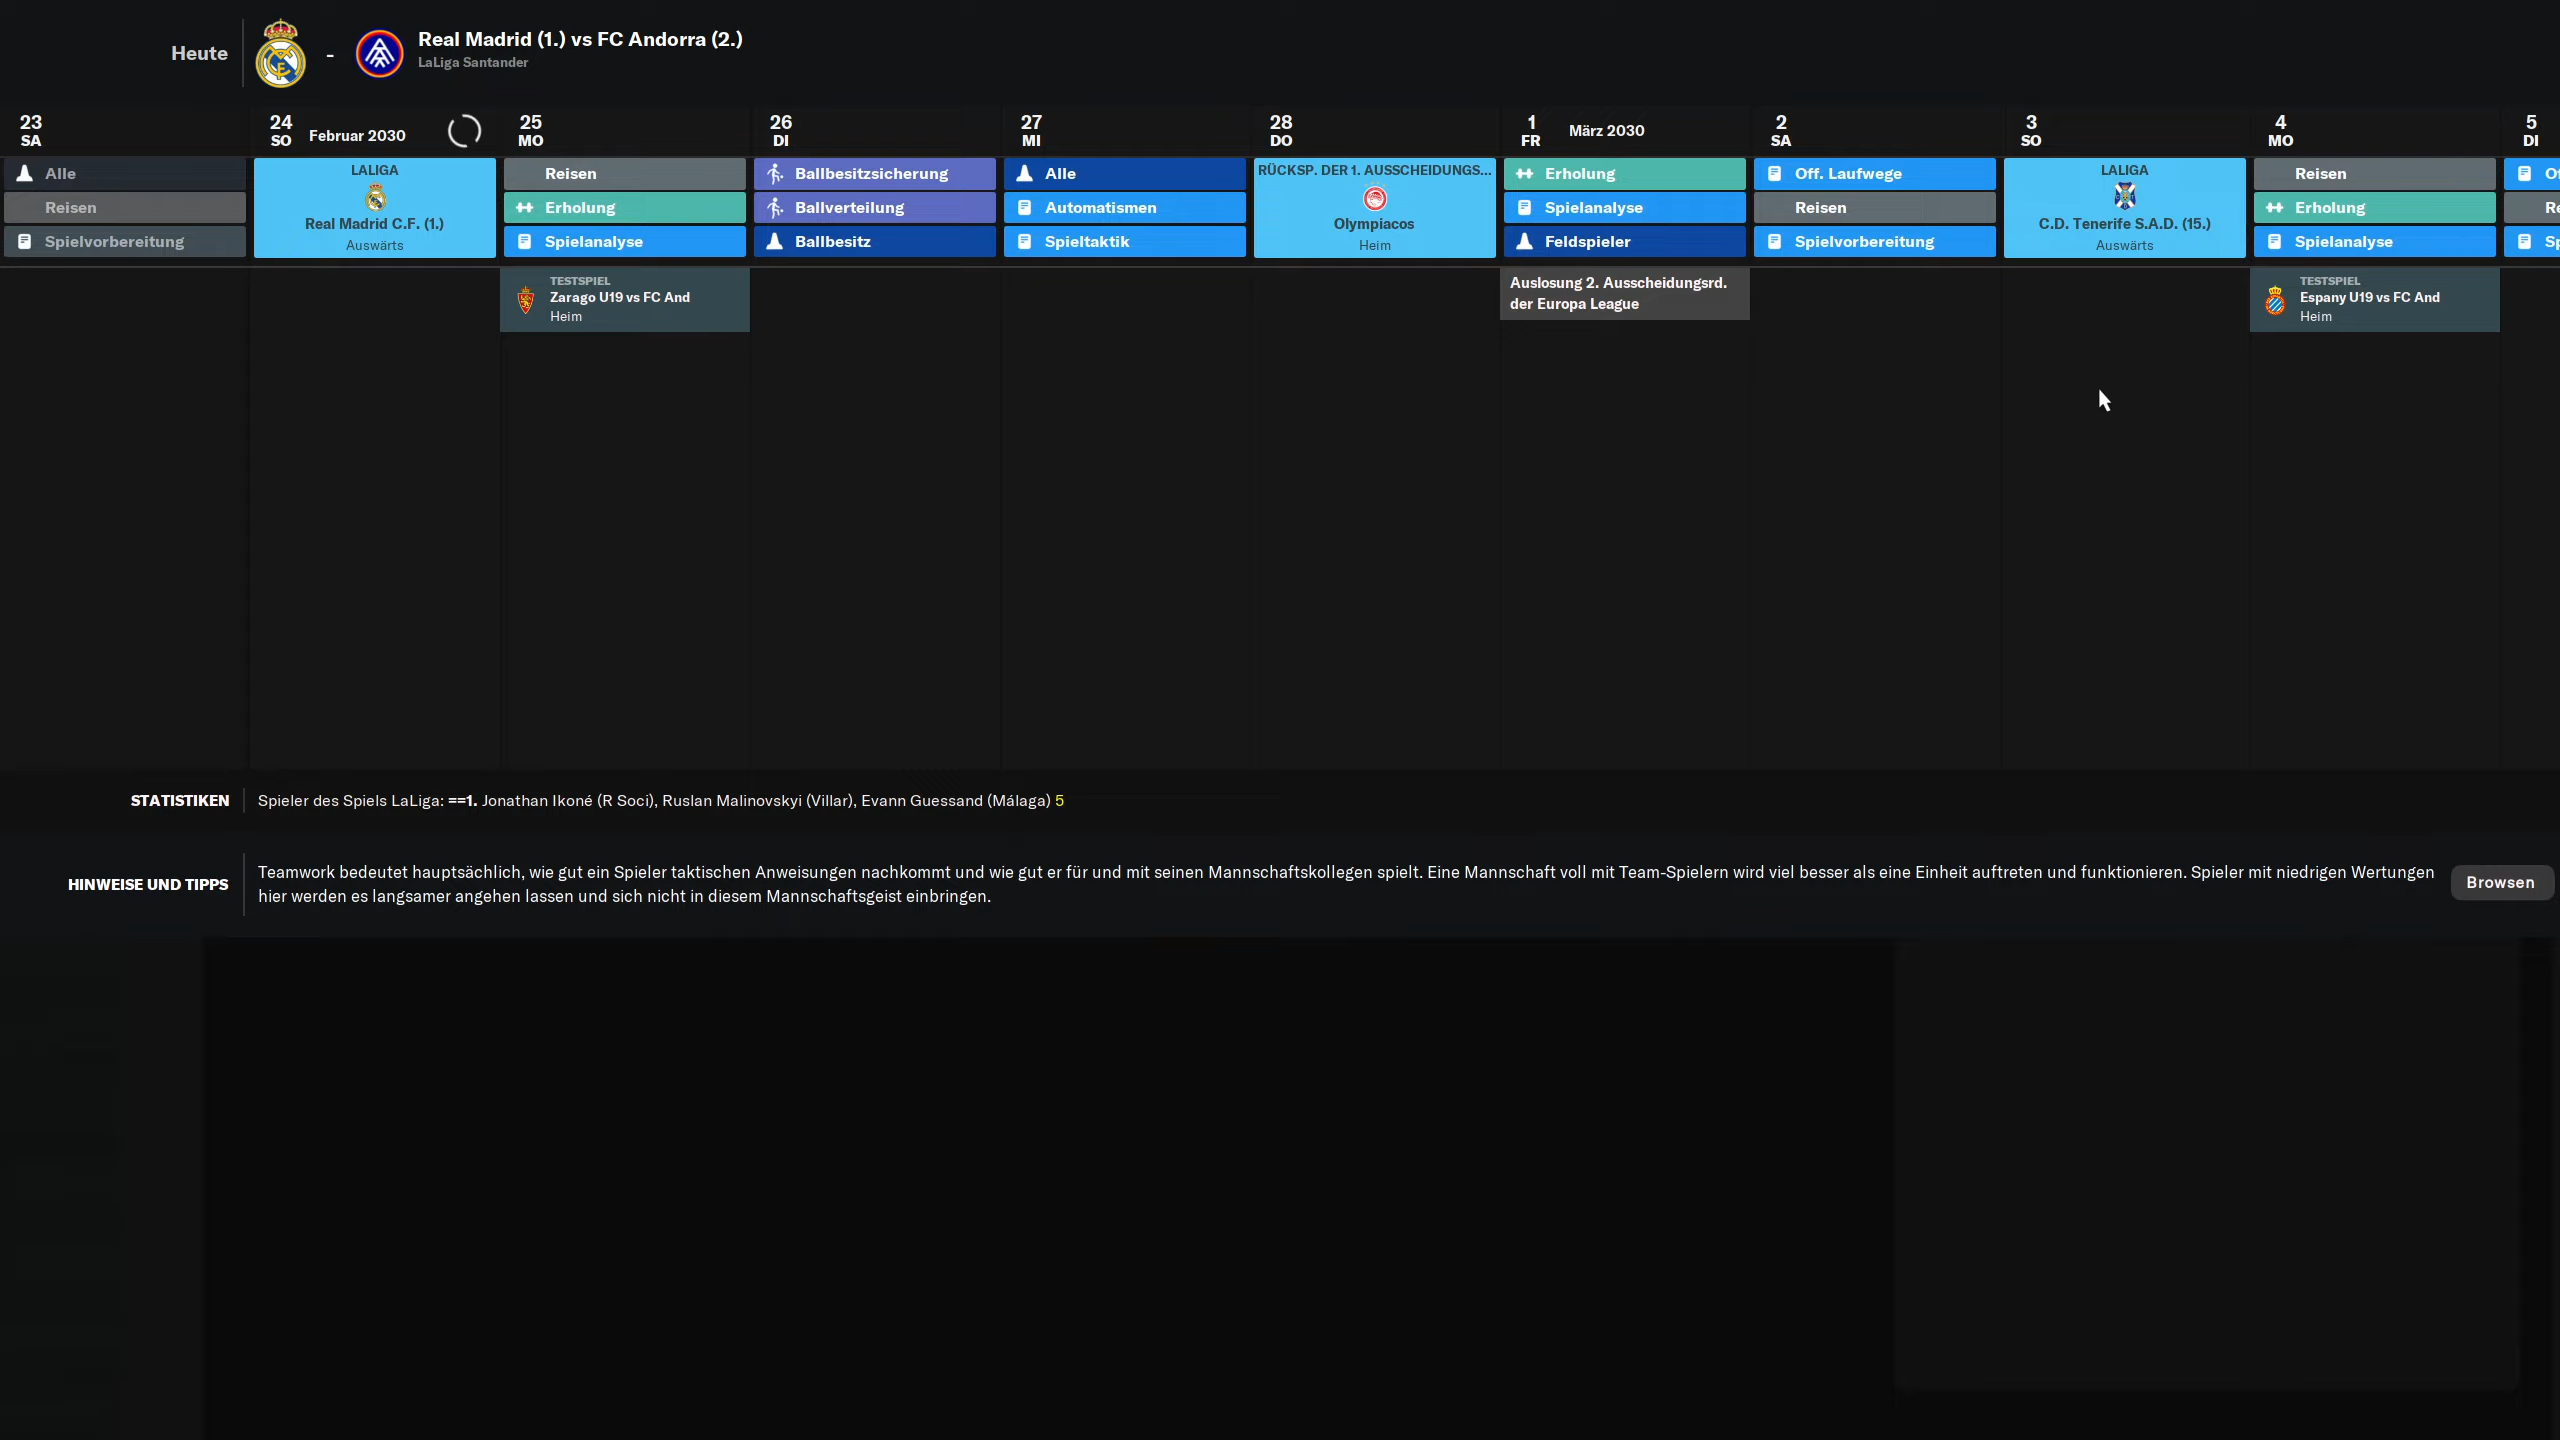 Heute
-
Real Madrid (1.) vs FC Andorra (2.)
LaLiga Santander
23
SA
24
SO
Februar 2030
25
MO
26
DI
27
MI
28
DO
1
FR
März 2030
2
SA
3
SO
4
MO
5
DI
Alle
Reisen
Spielvorbereitung
LALIGA
Real Madrid C.F. (1.)
Auswärts
Reisen
Erholung
Spielanalyse
TESTSPIEL
Zarago U19 vs FC And
Heim
Ballbesitzsicherung
Ballverteilung
Ballbesitz
Alle
Automatismen
Spieltaktik
RÜCKSP. DER 1. AUSSCHEIDUNGS...
Olympiacos
Heim
Erholung
Spielanalyse
Feldspieler
Auslosung 2. Ausscheidungsrd.
der Europa League
Off. Laufwege
Reisen
Spielvorbereitung
LALIGA
C.D. Tenerife S.A.D. (15.)
Auswärts
Reisen
Erholung
Spielanalyse
TESTSPIEL
Espany U19 vs FC And
Heim
STATISTIKEN
Spieler des Spiels LaLiga: ==1. Jonathan Ikoné (R Soci), Ruslan Malinovskyi (Villar), Evann Guessand (Málaga) 5
HINWEISE UND TIPPS
Teamwork bedeutet hauptsächlich, wie gut ein Spieler taktischen Anweisungen nachkommt und wie gut er für und mit seinen Mannschaftskollegen spielt. Eine Mannschaft voll mit Team-Spielern wird viel besser als eine Einheit auftreten und funktionieren. Spieler mit niedrigen Wertungen
hier werden es langsamer angehen lassen und sich nicht in diesem Mannschaftsgeist einbringen.
Browsen